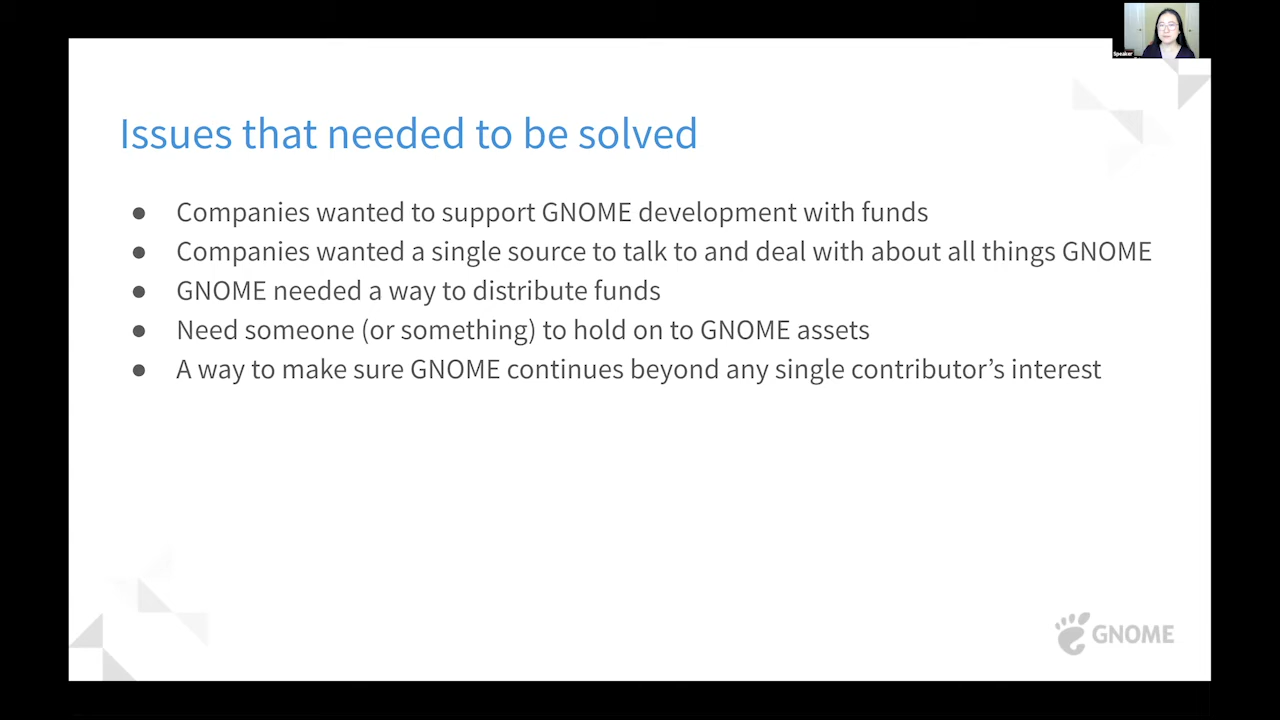 Speaker
Issues that needed to be solved
● Companies wanted to support GNOME development with funds
● Companies wanted a single source to talk to and deal with about all things GNOME
● GNOME needed a way to distribute funds
● Need someone (or something) to hold on to GNOME assets
● A way to make sure GNOME continues beyond any single contributor’s interest
GNOME